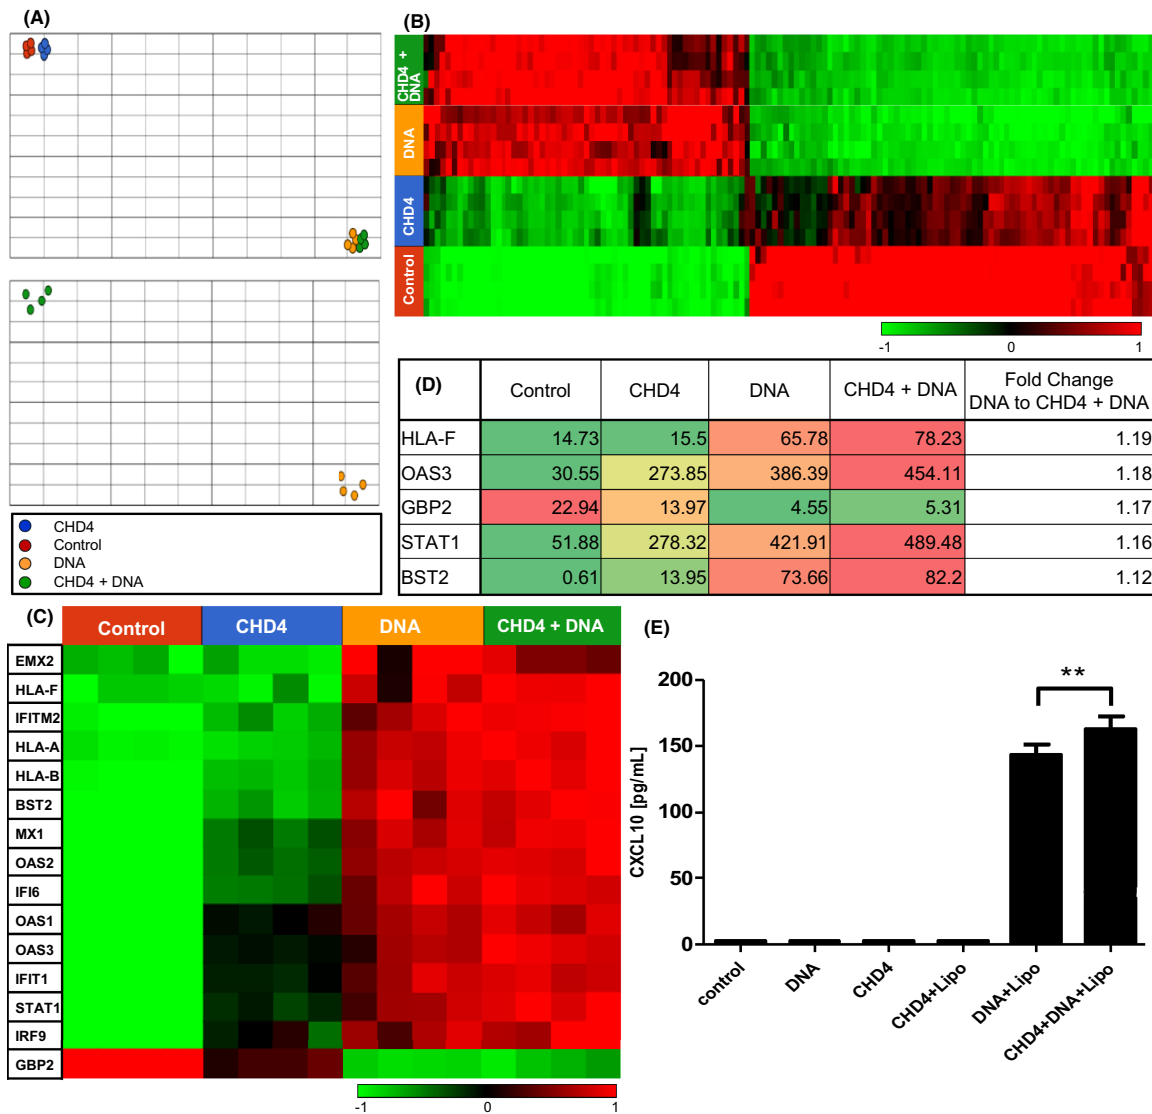 (A)
CHD4
Control
DNA
CHD4 + DNA
(B)
CHD4 +
DNA
DNA
CHD4
Control
-1 0 1
(D) Control CHD4 DNA CHD4 + DNA Fold Change
DNA to CHD4 + DNA
HLA-F 14.73 15.5 65.78 78.23 1.19
OAS3 30.55 273.85 386.39 454.11 1.18
GBP2 22.94 13.97 4.55 5.31 1.17
STAT1 51.88 278.32 421.91 489.48 1.16
BST2 0.61 13.95 73.66 82.2 1.12
(C)
Control CHD4 DNA CHD4 + DNA
EMX2
HLA-F
IFITM2
HLA-A
HLA-B
BST2
MX1
OAS2
IFI6
OAS1
OAS3
IFIT1
STAT1
IRF9
GBP2
-1 0 1
(E)
**
CXCL10 [pg/mL]
200
150
100
50
0
control
DNA
CHD4
CHD4+Lipo
DNA+Lipo
CHD4+DNA+Lipo